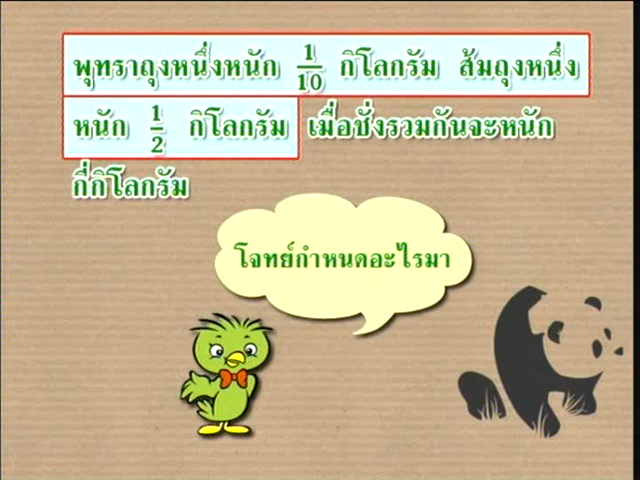 พุทราถุงหนึ่งหนัก 1/10 กิโลกรัม ส้มถุงหนึ่ง
หนัก 1/2 กิโลกรัม เมื่อชั่งรวมกันจะหนัก
กี่กิโลกรัม
โจทย์กำหนดอะไรมา